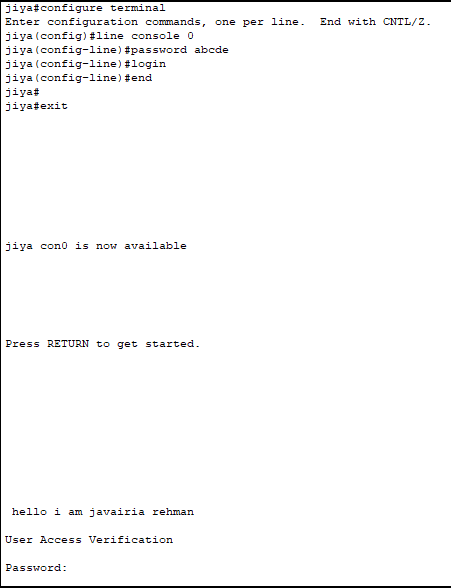 jiya#configure terminal
Enter configuration commands, one per line.  End with CNTL/Z.
jiya(config)#line console 0
jiya(config-line)#password abcde
jiya(config-line)#login
jiya(config-line)#end
jiya#
jiya#exit
jiya con0 is now available
Press RETURN to get started.
hello i am javairia rehman
User Access Verification
Password: